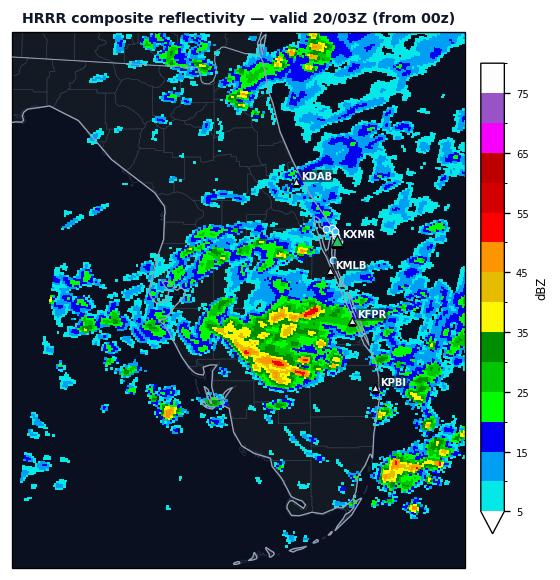 HRRR composite reflectivity — valid 20/03Z (from 00z)
KDAB
KXMR
KMLB
KFPR
KPBI
75
65
55
45
35
25
15
5
dBZ